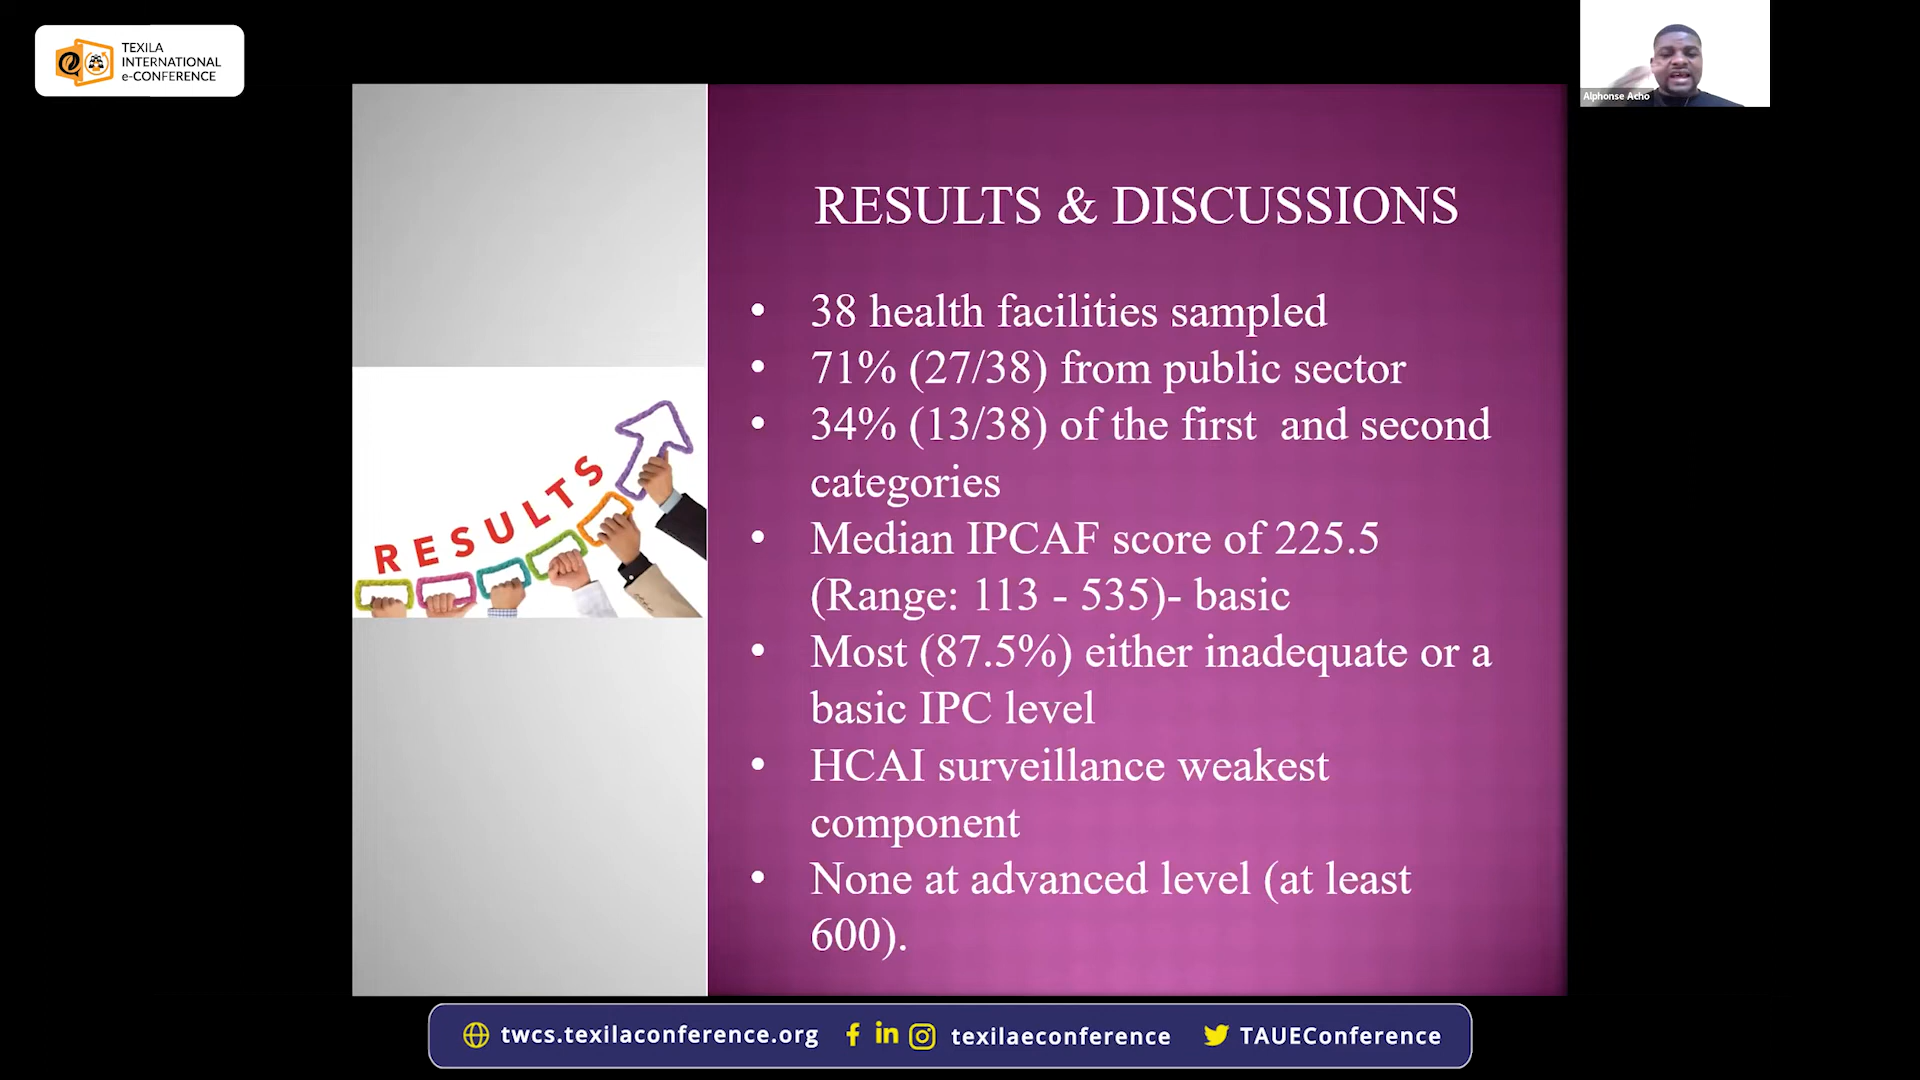 TEXILA
INTERNATIONAL
e-CONFERENCE
Alphonse Acho
RESULTS & DISCUSSIONS
• 38 health facilities sampled
• 71% (27/38) from public sector
• 34% (13/38) of the first and second
categories
• Median IPCAF score of 225.5
(Range: 113 - 535)- basic
• Most (87.5%) either inadequate or a
basic IPC level
• HCAI surveillance weakest
component
• None at advanced level (at least
600).
RESULTS
twcs.texilaconference.org texilaeconference TAUEConference